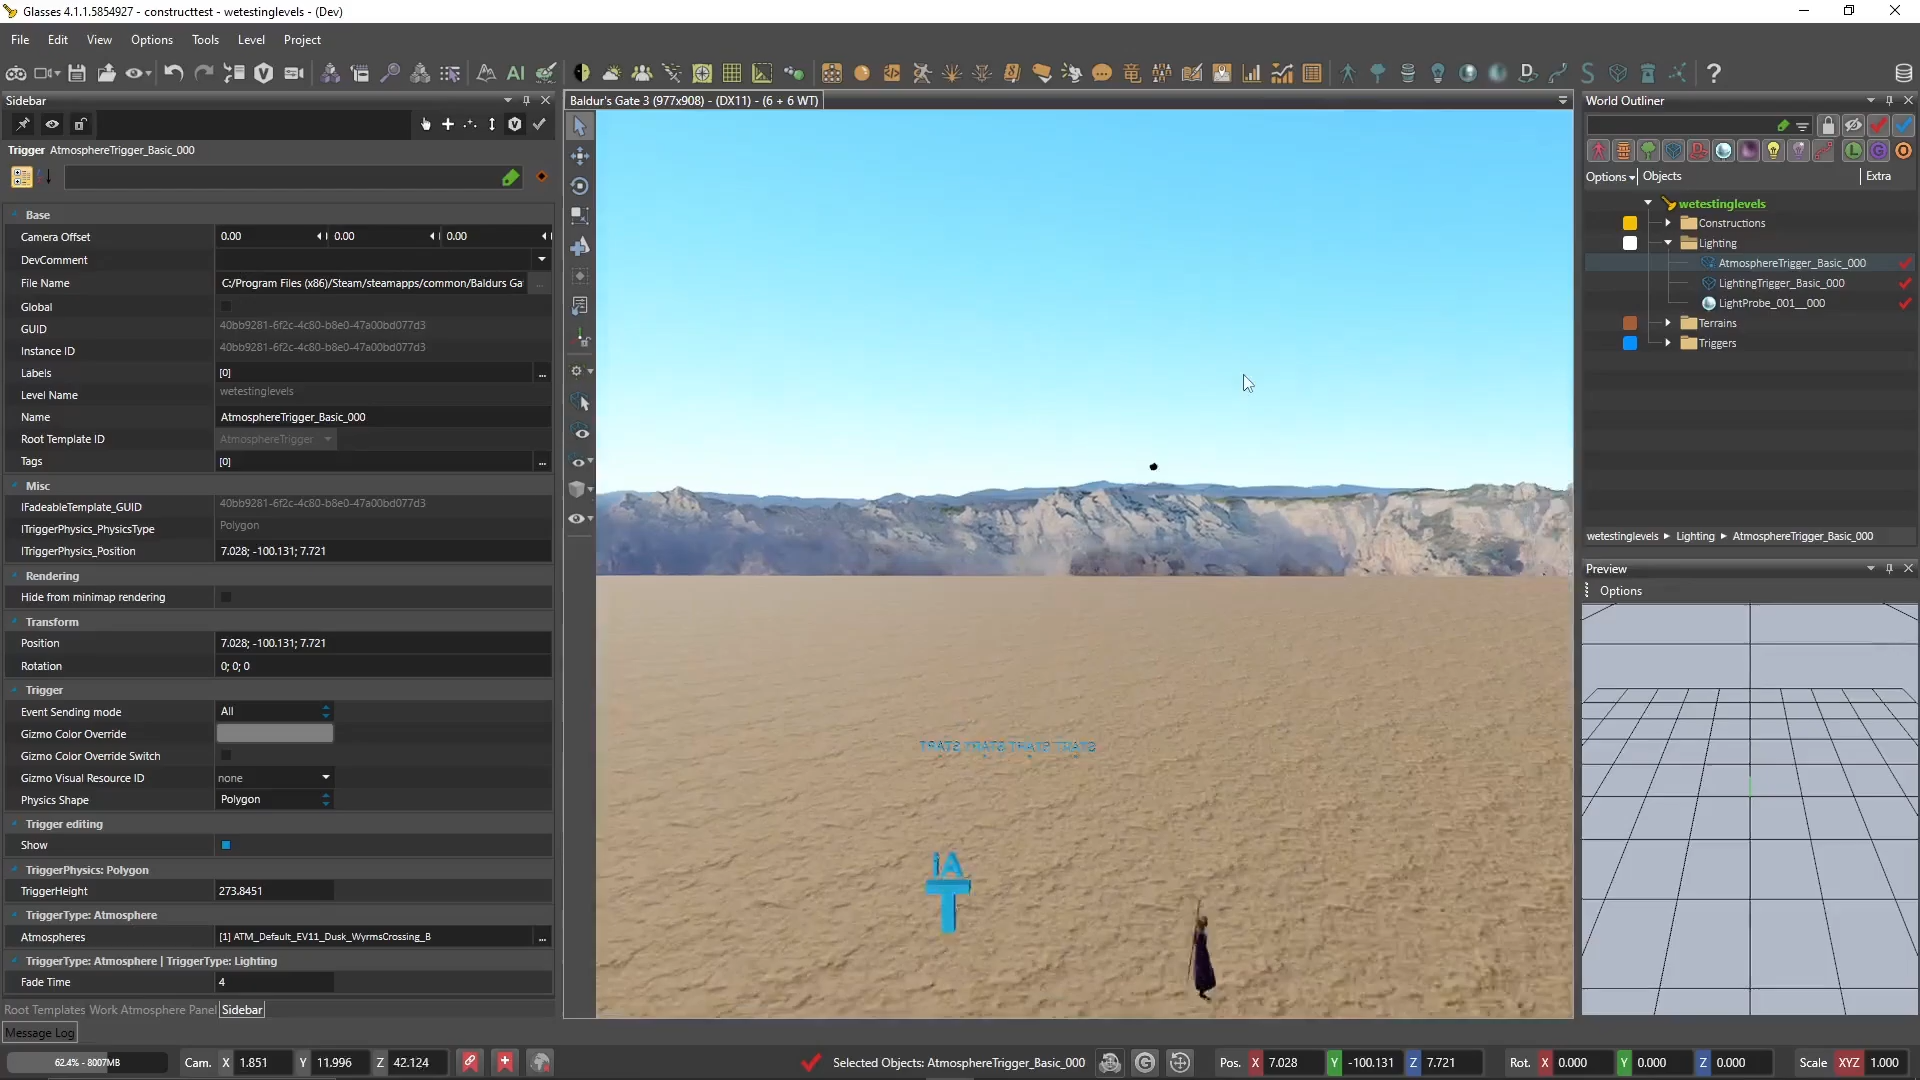 Glasses 4.1.1.5854927 - constructtest - wetestinglevels - (Dev)
File Edit View Options Tools Level Project
Sidebar
Trigger AtmosphereTrigger_Basic_000
Base
Camera Offset 0.00 0.00 0.00
DevComment
File Name C:/Program Files (x86)/Steam/steamapps/common/Baldurs Ga ...
Global
GUID 40bb9281-6f2c-4c80-b8e0-47a00bd077d3
Instance ID 40bb9281-6f2c-4c80-b8e0-47a00bd077d3
Labels [0] ...
Level Name wetestinglevels
Name AtmosphereTrigger_Basic_000
Root Template ID AtmosphereTrigger
Tags [0] ...
Misc
IFadeableTemplate_GUID 40bb9281-6f2c-4c80-b8e0-47a00bd077d3
ITriggerPhysics_PhysicsType Polygon
ITriggerPhysics_Position 7.028; -100.131; 7.721
Rendering
Hide from minimap rendering
Transform
Position 7.028; -100.131; 7.721
Rotation 0; 0; 0
Trigger
Event Sending mode All
Gizmo Color Override
Gizmo Color Override Switch
Gizmo Visual Resource ID none
Physics Shape Polygon
Trigger editing
Show
TriggerPhysics: Polygon
TriggerHeight 273.8451
TriggerType: Atmosphere
Atmospheres [1] ATM_Default_EV11_Dusk_WyrmsCrossing_B ...
TriggerType: Atmosphere | TriggerType: Lighting
Fade Time 4
Root Templates Work Atmosphere Panel Sidebar
Message Log
Baldur's Gate 3 (977x908) - (DX11) - (6 + 6 WT)
START START START START
AI
T
World Outliner
Options Objects Extra
wetestinglevels
Constructions
Lighting
AtmosphereTrigger_Basic_000
LightingTrigger_Basic_000
LightProbe_001__000
Terrains
Triggers
wetestinglevels Lighting AtmosphereTrigger_Basic_000
Preview
Options
62.4% - 8007MB Cam. X 1.851 Y 11.996 Z 42.124 Selected Objects: AtmosphereTrigger_Basic_000 Pos. X 7.028 Y -100.131 Z 7.721 Rot. X 0.000 Y 0.000 Z 0.000 Scale XYZ 1.000